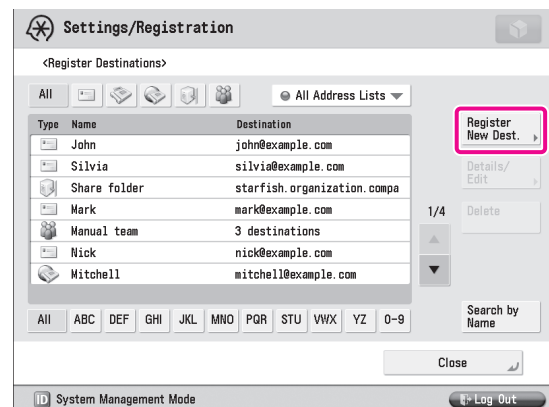 Settings/Registration
<Register Destinations>
All
All Address Lists
Type Name Destination
John john@example.com
Silvia silvia@example.com
Share folder starfish.organization.compa
Mark mark@example.com
Manual team 3 destinations
Nick nick@example.com
Mitchell mitchell@example.com
1/4
Register
New Dest.
Details/
Edit
Delete
All ABC DEF GHI JKL MNO PQR STU VWX YZ 0-9
Search by
Name
Close
ID System Management Mode
Log Out